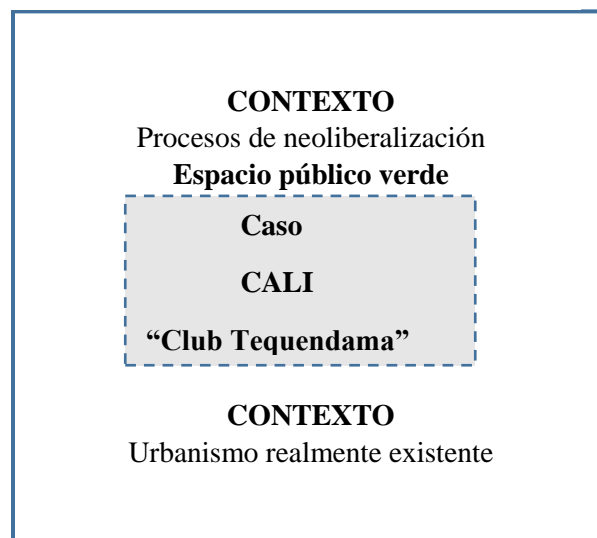 CONTEXTO
Procesos de neoliberalización
Espacio público verde
Caso
CALI
“Club Tequendama”
CONTEXTO
Urbanismo realmente existente